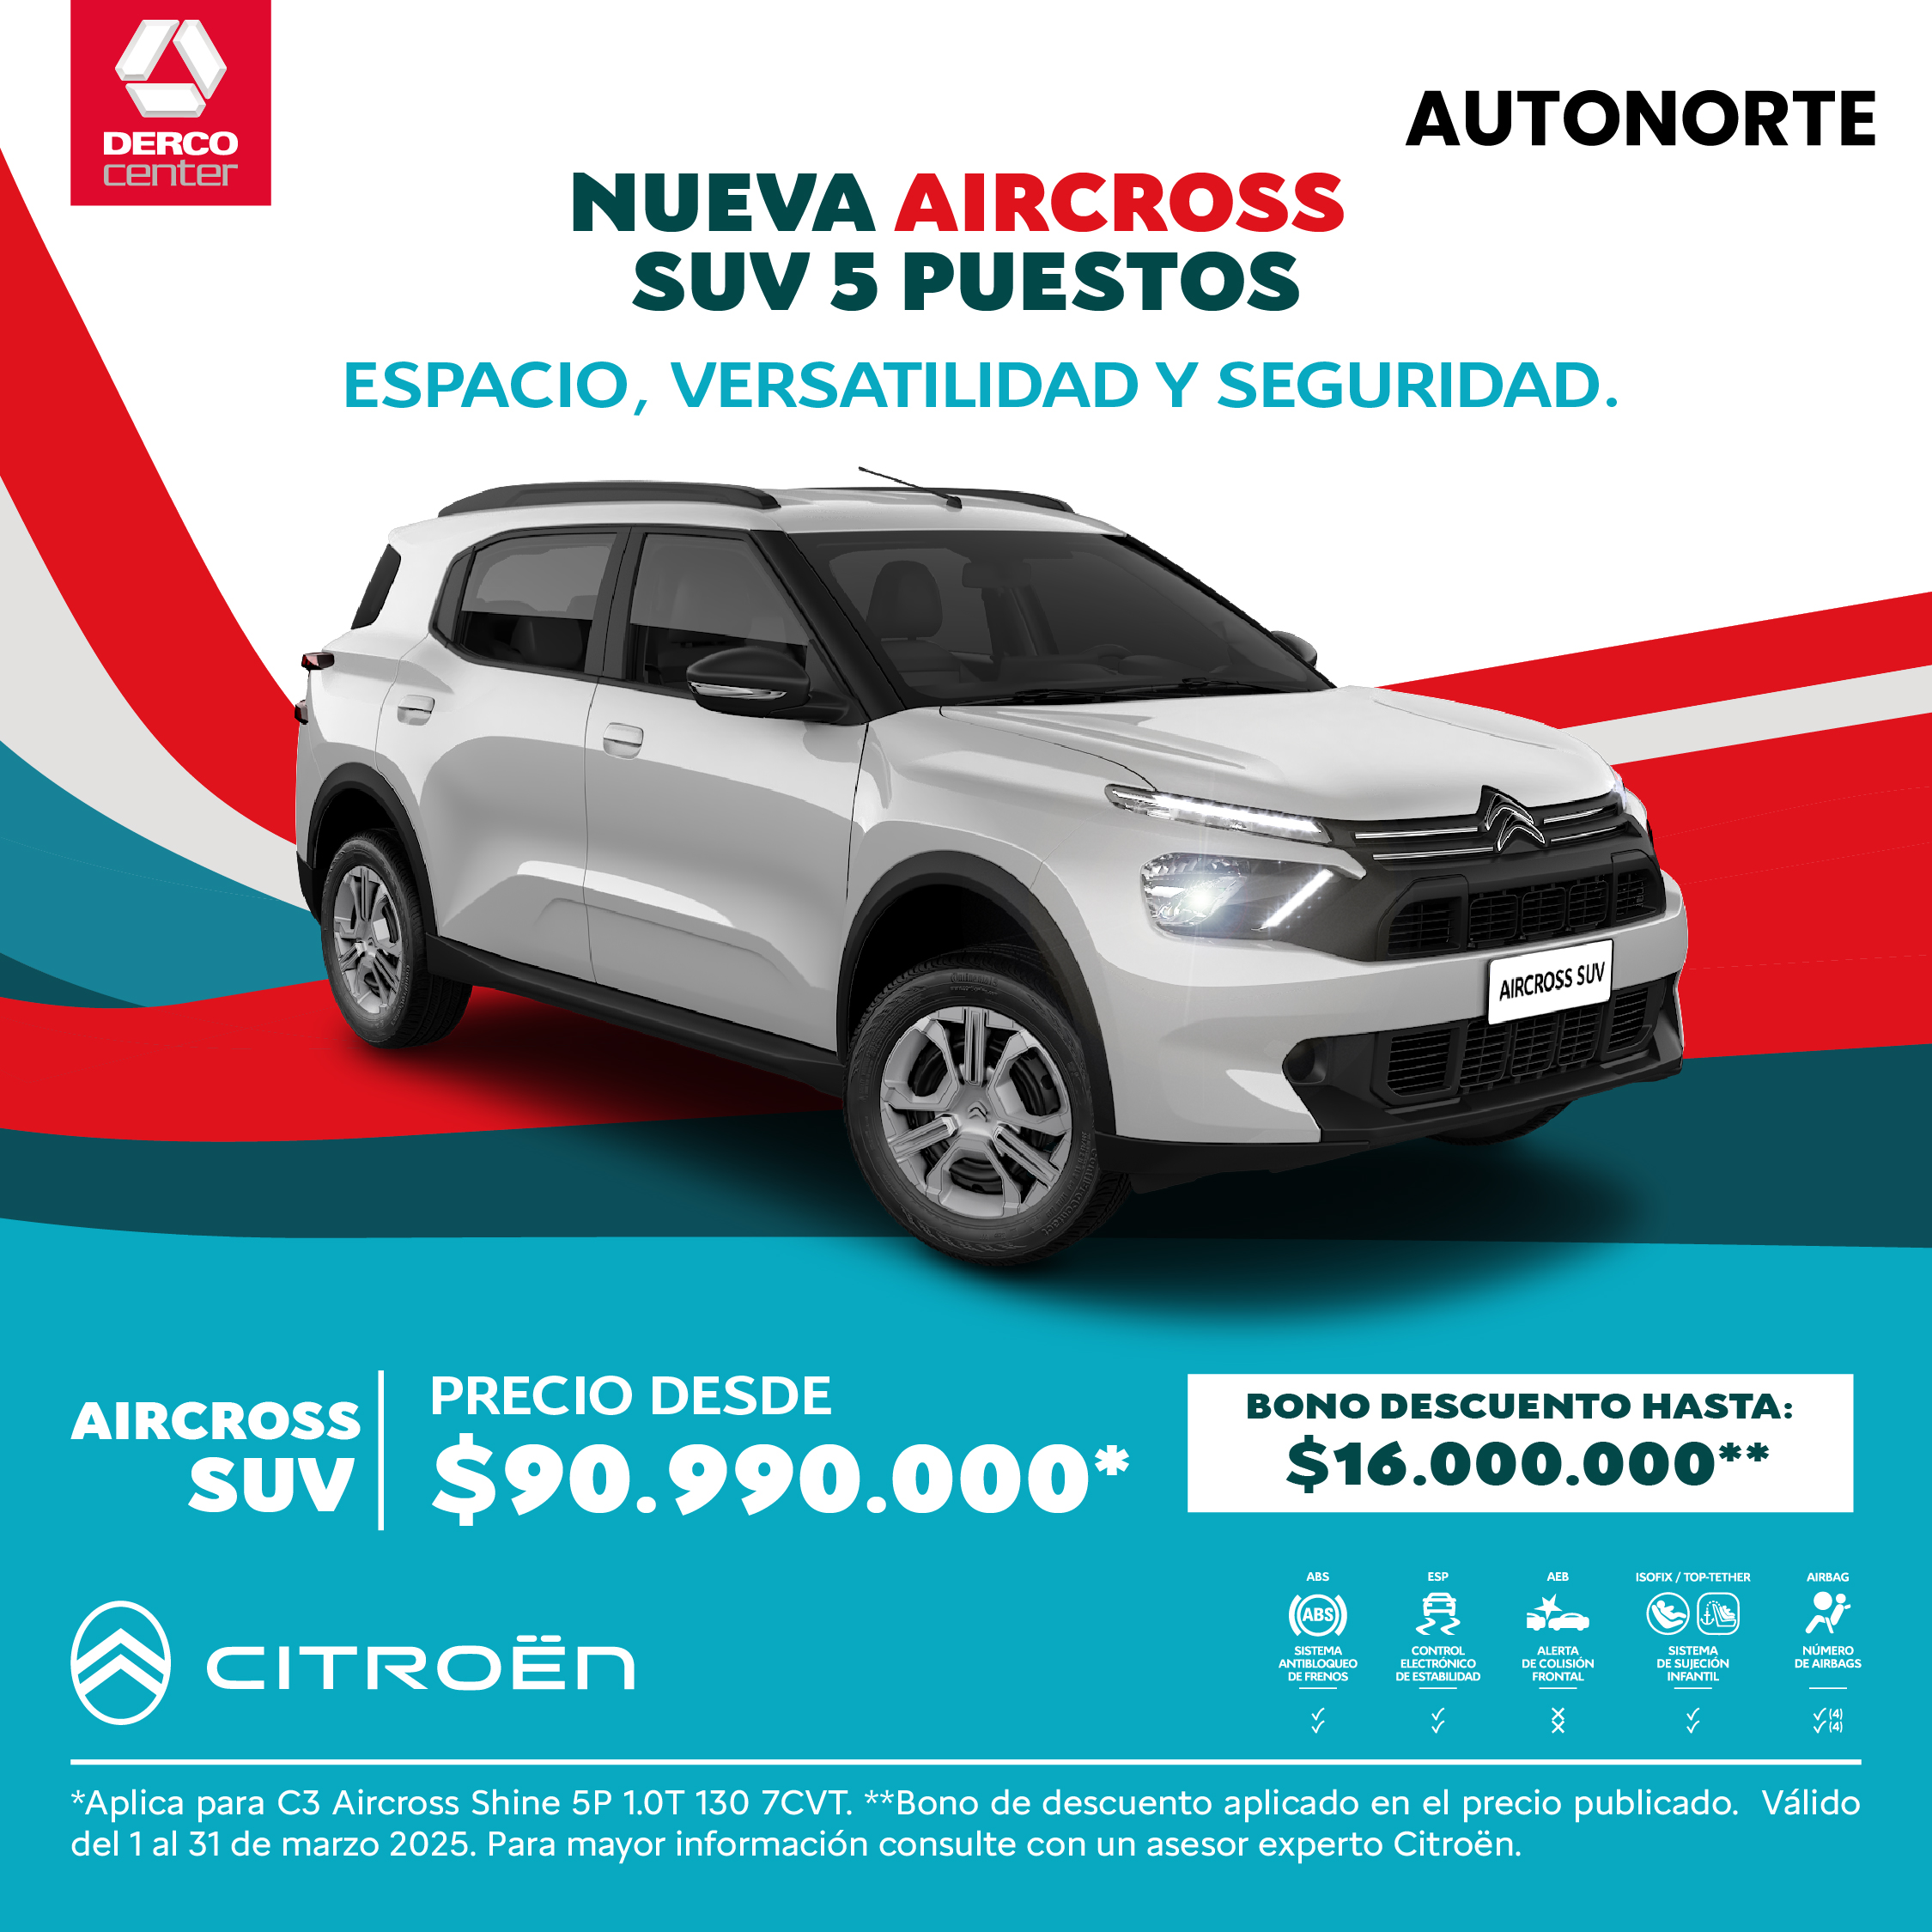 DERCO
center
AUTONORTE
NUEVA AIRCROSS
SUV 5 PUESTOS
ESPACIO, VERSATILIDAD Y SEGURIDAD.
AIRCROSS SUV
AIRCROSS
SUV
PRECIO DESDE
$90.990.000*
BONO DESCUENTO HASTA:
$16.000.000**
CITROËN
ABS
ABS
SISTEMA
ANTIBLOQUEO
DE FRENOS
✓
✓
ESP
CONTROL
ELECTRÓNICO
DE ESTABILIDAD
✓
✓
AEB
ALERTA
DE COLISIÓN
FRONTAL
✕
✕
ISOFIX / TOP-TETHER
SISTEMA
DE SUJECIÓN
INFANTIL
✓
✓
AIRBAG
NÚMERO
DE AIRBAGS
✓(4)
✓(4)
*Aplica para C3 Aircross Shine 5P 1.0T 130 7CVT. **Bono de descuento aplicado en el precio publicado. Válido
del 1 al 31 de marzo 2025. Para mayor información consulte con un asesor experto Citroën.